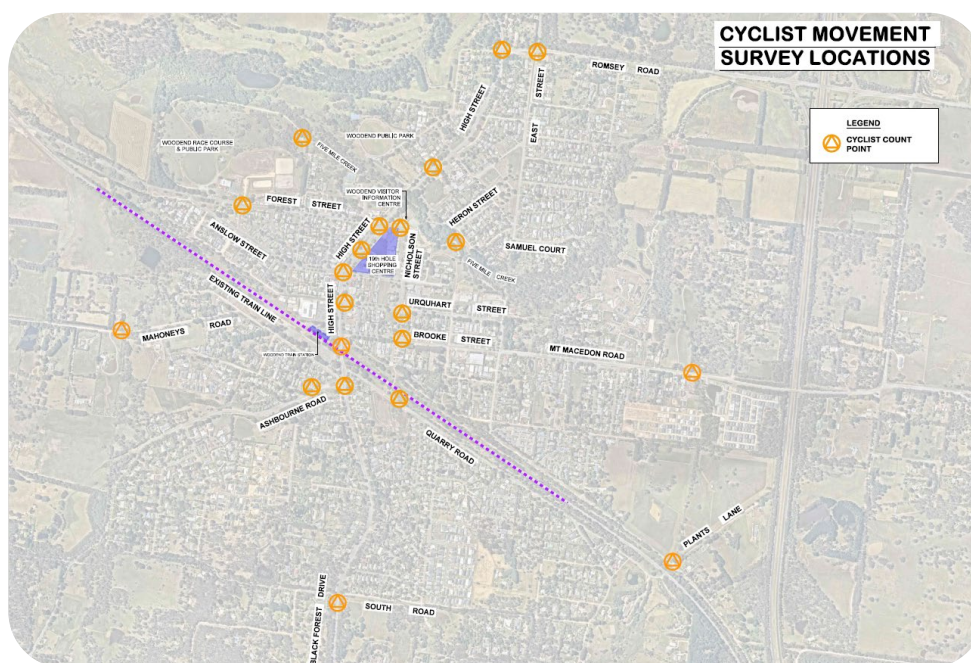 CYCLIST MOVEMENT
SURVEY LOCATIONS
LEGEND
CYCLIST COUNT
POINT
ROMSEY ROAD
HIGH STREET
EAST STREET
WOODEND PUBLIC PARK
WOODEND RACE COURSE
& PUBLIC PARK
FIVE MILE CREEK
WOODEND VISITOR
INFORMATION
CENTRE
FOREST STREET
HERON STREET
ANSLOW STREET
HIGH STREET
NICHOLSON
STREET
SAMUEL COURT
19th HOLE
SHOPPING
CENTRE
FIVE MILE CREEK
EXISTING TRAIN LINE
HIGH STREET
URQUHART STREET
MAHONEYS ROAD
BROOKE STREET
WOODEND TRAIN STATION
MT MACEDON ROAD
ASHBOURNE ROAD
QUARRY ROAD
PLANTS LANE
BLACK FOREST DRIVE
SOUTH ROAD